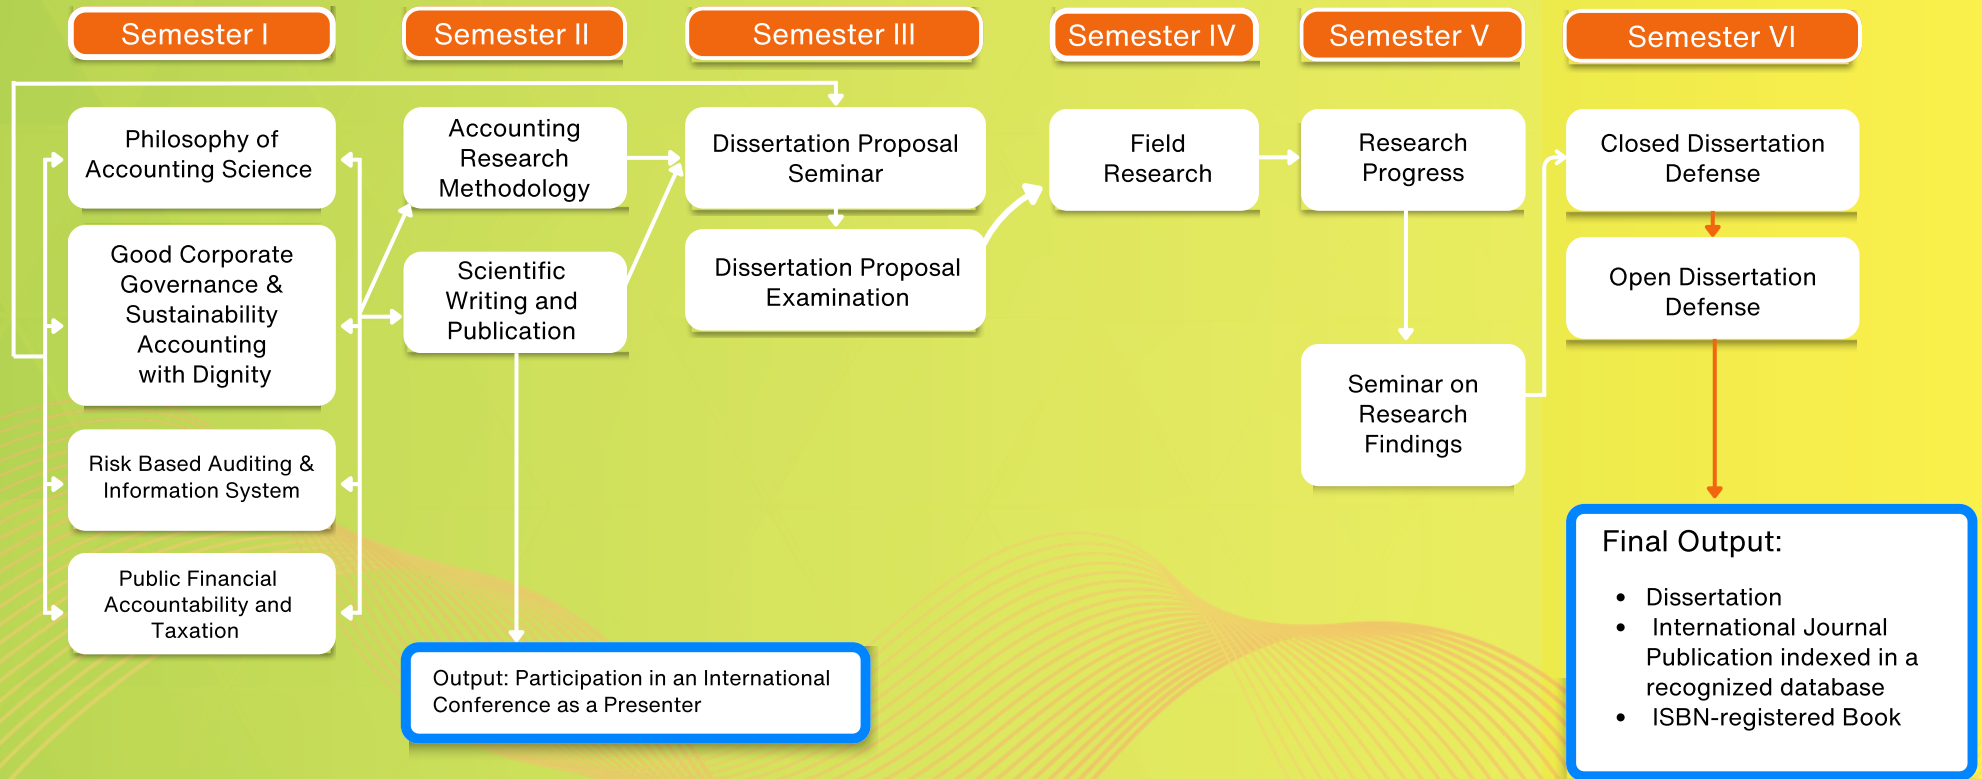 Semester I
Semester II
Semester III
Semester IV
Semester V
Semester VI
Philosophy of
Accounting Science
Good Corporate
Governance &
Sustainability
Accounting
with Dignity
Risk Based Auditing &
Information System
Public Financial
Accountability and
Taxation
Accounting
Research
Methodology
Scientific
Writing and
Publication
Output: Participation in an International
Conference as a Presenter
Dissertation Proposal
Seminar
Dissertation Proposal
Examination
Field
Research
Research
Progress
Seminar on
Research
Findings
Closed Dissertation
Defense
Open Dissertation
Defense
Final Output:
• Dissertation
• International Journal
Publication indexed in a
recognized database
• ISBN-registered Book